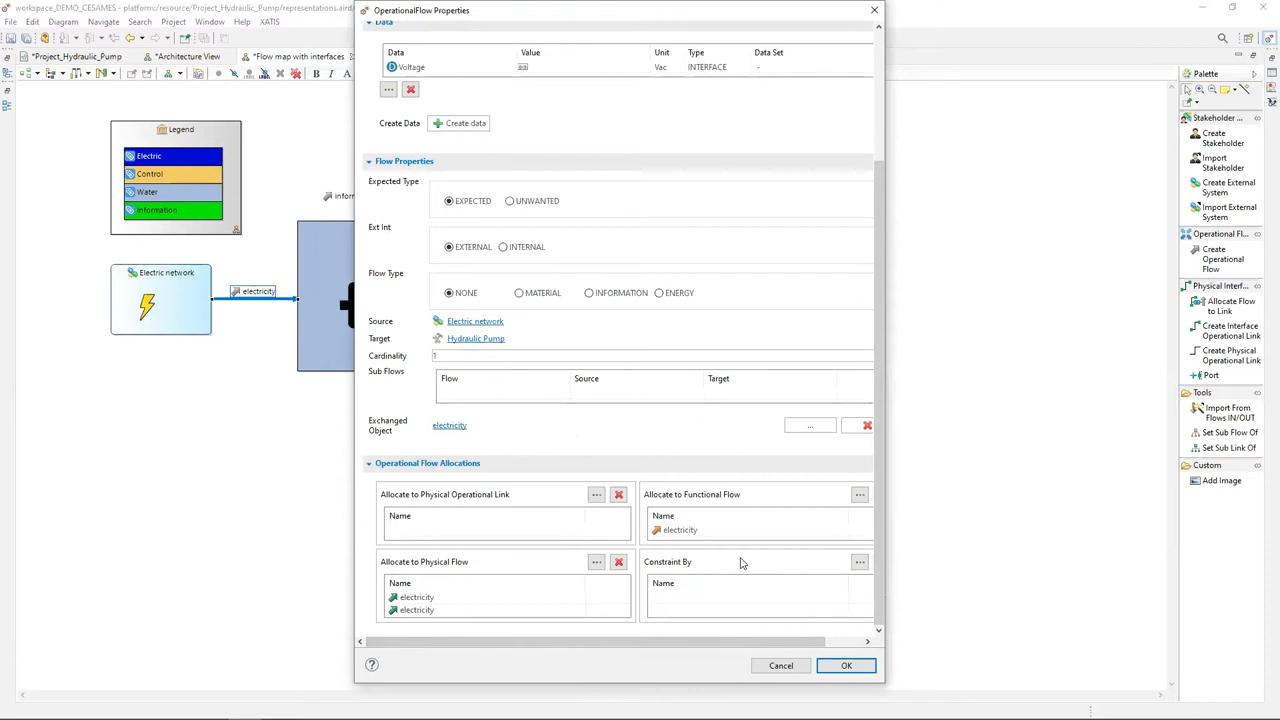 workspace_DEMO_CESAMES - platform:/resource/Project_Hydraulic_Pump/representations.aird/
OperationalFlow Properties
File Edit Diagram Navigate Search Project Window XATIS
*Project_Hydraulic_Pump
*Architecture View
*Flow map with interfaces
Data
Data Value Unit Type Data Set
Voltage Vac INTERFACE -
...
Create Data Create data
Flow Properties
Expected Type
EXPECTED UNWANTED
Ext Int
EXTERNAL INTERNAL
Flow Type
NONE MATERIAL INFORMATION ENERGY
Source Electric network
Target Hydraulic Pump
Cardinality 1
Sub Flows
Flow Source Target
Exchanged Object
electricity ...
Operational Flow Allocations
Allocate to Physical Operational Link ...
Name
Allocate to Functional Flow ...
Name
electricity
Allocate to Physical Flow ...
Name
electricity
electricity
Constraint By ...
Name
? Cancel OK
Legend
Electric
Control
Water
Information
inform
Electric network
electricity
Palette
Stakeholder ...
Create Stakeholder
Import Stakeholder
Create External System
Import External System
Operational Fl...
Create Operational Flow
Physical Interf...
Allocate Flow to Link
Create Interface Operational Link
Create Physical Operational Link
Port
Tools
Import From Flows IN/OUT
Set Sub Flow Of
Set Sub Link Of
Custom
Add Image